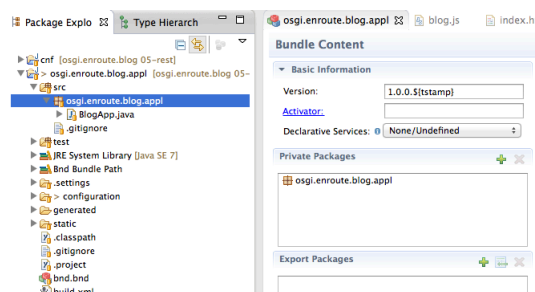 Package Explo
Type Hierarch
cnf [osgi.enroute.blog 05-rest]
> osgi.enroute.blog.appl [osgi.enroute.blog 05-
src
osgi.enroute.blog.appl
BlogApp.java
.gitignore
test
JRE System Library [Java SE 7]
Bnd Bundle Path
.settings
> configuration
generated
static
.classpath
.gitignore
.project
bnd.bnd
build.xml
osgi.enroute.blog.appl
blog.js
index.h
Bundle Content
Basic Information
Version:
1.0.0.${tstamp}
Activator:
Declarative Services:
None/Undefined
Private Packages
osgi.enroute.blog.appl
Export Packages